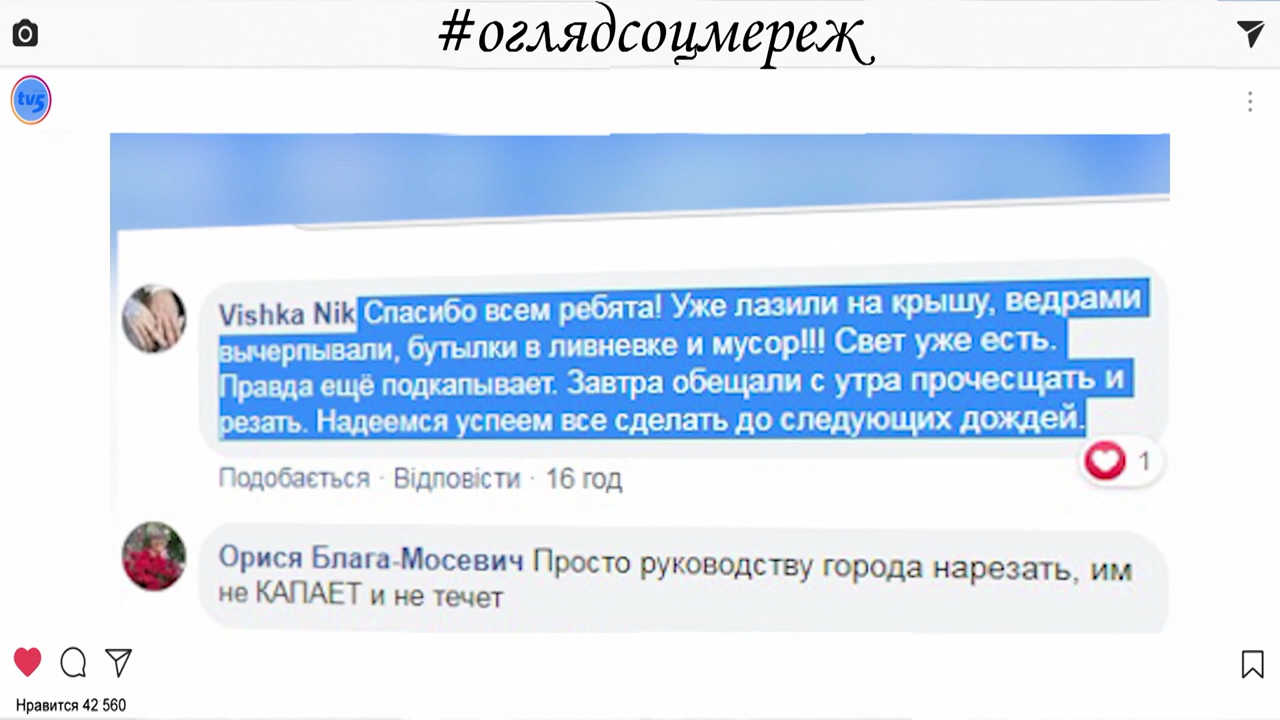 #оглядсоцмереж
tv5
Vishka Nik Спасибо всем ребята! Уже лазили на крышу, ведрами
вычерпывали, бутылки в ливневке и мусор!!! Свет уже есть.
Правда ещё подкапывает. Завтра обещали с утра прочесщать и
резать. Надеемся успеем все сделать до следующих дождей.
1
Подобається · Відповісти · 16 год
Орися Блага-Мосевич Просто руководству города нарезать, им
не КАПАЕТ и не течет
Нравится 42 560